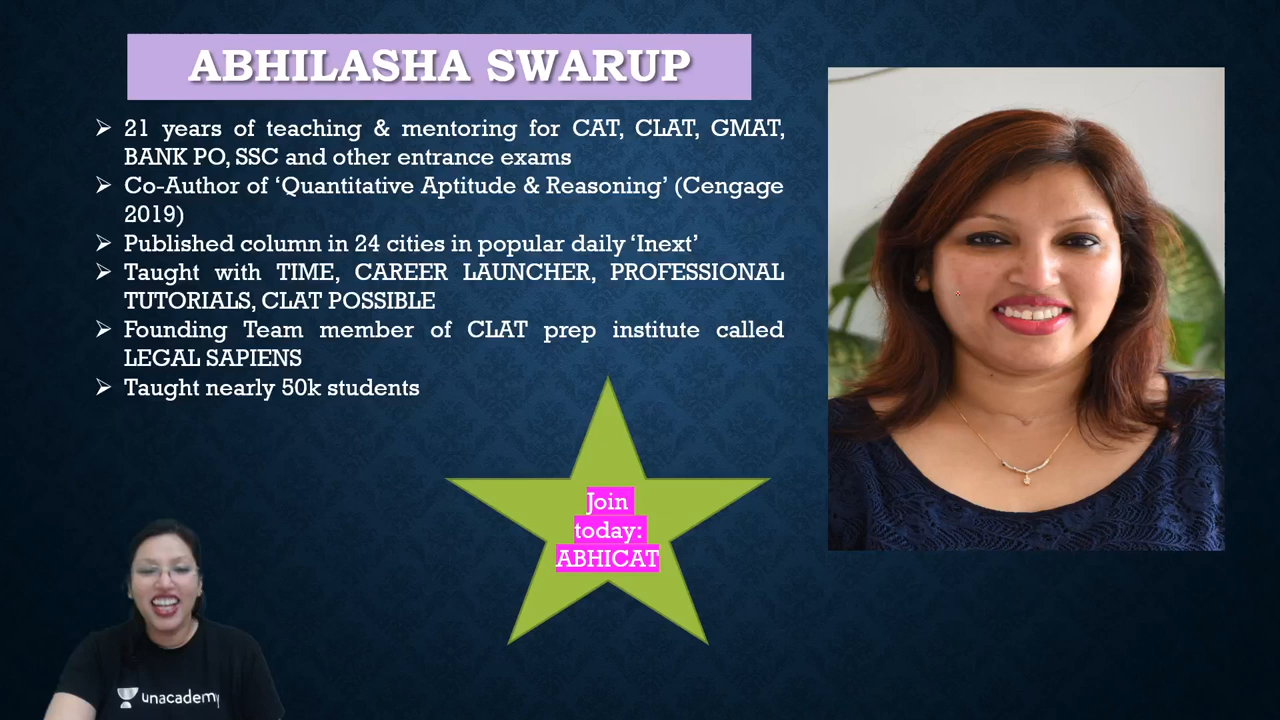 ABHILASHA SWARUP
21 years of teaching & mentoring for CAT, CLAT, GMAT,
BANK PO, SSC and other entrance exams
Co-Author of ‘Quantitative Aptitude & Reasoning’ (Cengage
2019)
Published column in 24 cities in popular daily ‘Inext’
Taught with TIME, CAREER LAUNCHER, PROFESSIONAL
TUTORIALS, CLAT POSSIBLE
Founding Team member of CLAT prep institute called
LEGAL SAPIENS
Taught nearly 50k students
Join
today:
ABHICAT
unacademy